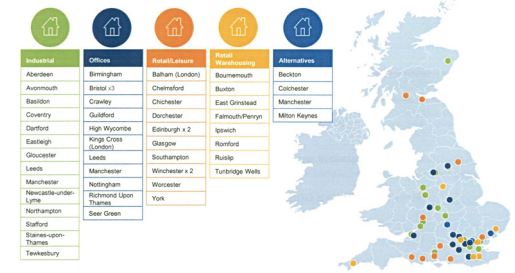 Industrial
Aberdeen
Avonmouth
Basildon
Coventry
Dartford
Eastleigh
Gloucester
Leeds
Manchester
Newcastle-under-
Lyme
Northampton
Stafford
Staines-upon-
Thames
Tewkesbury
Offices
Birmingham
Bristol x3
Crawley
Guildford
High Wycombe
Kings Cross
(London)
Leeds
Manchester
Nottingham
Richmond Upon
Thames
Seer Green
Retail/Leisure
Balham (London)
Chelmsford
Chichester
Dorchester
Edinburgh x 2
Glasgow
Southampton
Winchester x 2
Worcester
York
Retail
Warehousing
Bournemouth
Buxton
East Grinstead
Falmouth/Penryn
Ipswich
Romford
Ruislip
Tunbridge Wells
Alternatives
Beckton
Colchester
Manchester
Milton Keynes